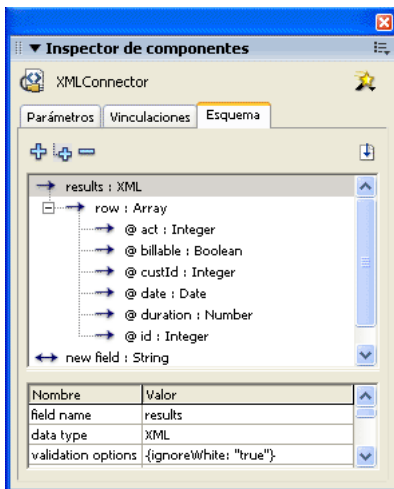 Inspector de componentes
XMLConnector
Parámetros Vinculaciones Esquema
results : XML
row : Array
@ act : Integer
@ billable : Boolean
@ custId : Integer
@ date : Date
@ duration : Number
@ id : Integer
new field : String
Nombre Valor
field name results
data type XML
validation options {ignoreWhite: "true"}